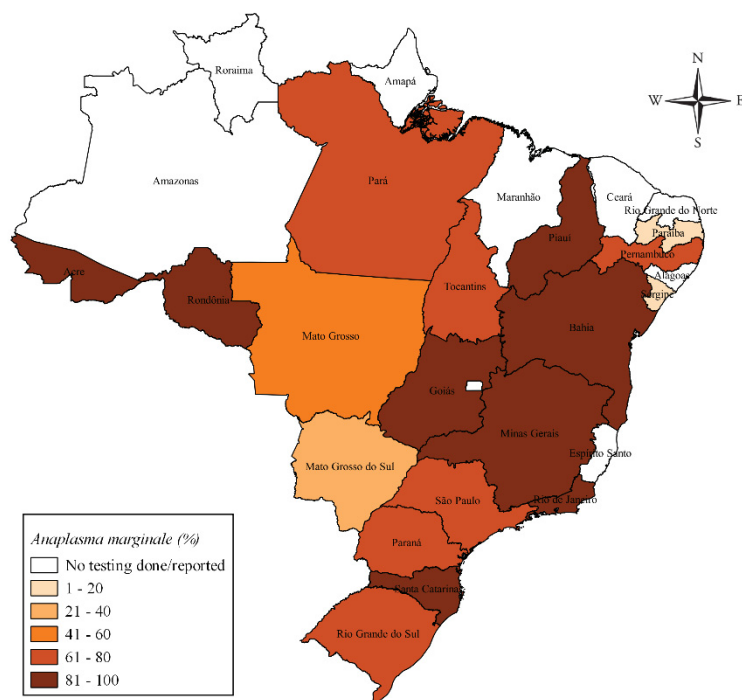 Roraima
Amapá
N
W
E
S
Amazonas
Pará
Maranhão
Ceará
Rio Grande do Norte
Paraíba
Piauí
Pernambuco
Acre
Alagoas
Rondônia
Tocantins
Sergipe
Bahia
Mato Grosso
Goiás
Minas Gerais
Espírito Santo
Mato Grosso do Sul
São Paulo
Rio de Janeiro
Paraná
Santa Catarina
Rio Grande do Sul
Anaplasma marginale (%)
No testing done/reported
1 - 20
21 - 40
41 - 60
61 - 80
81 - 100